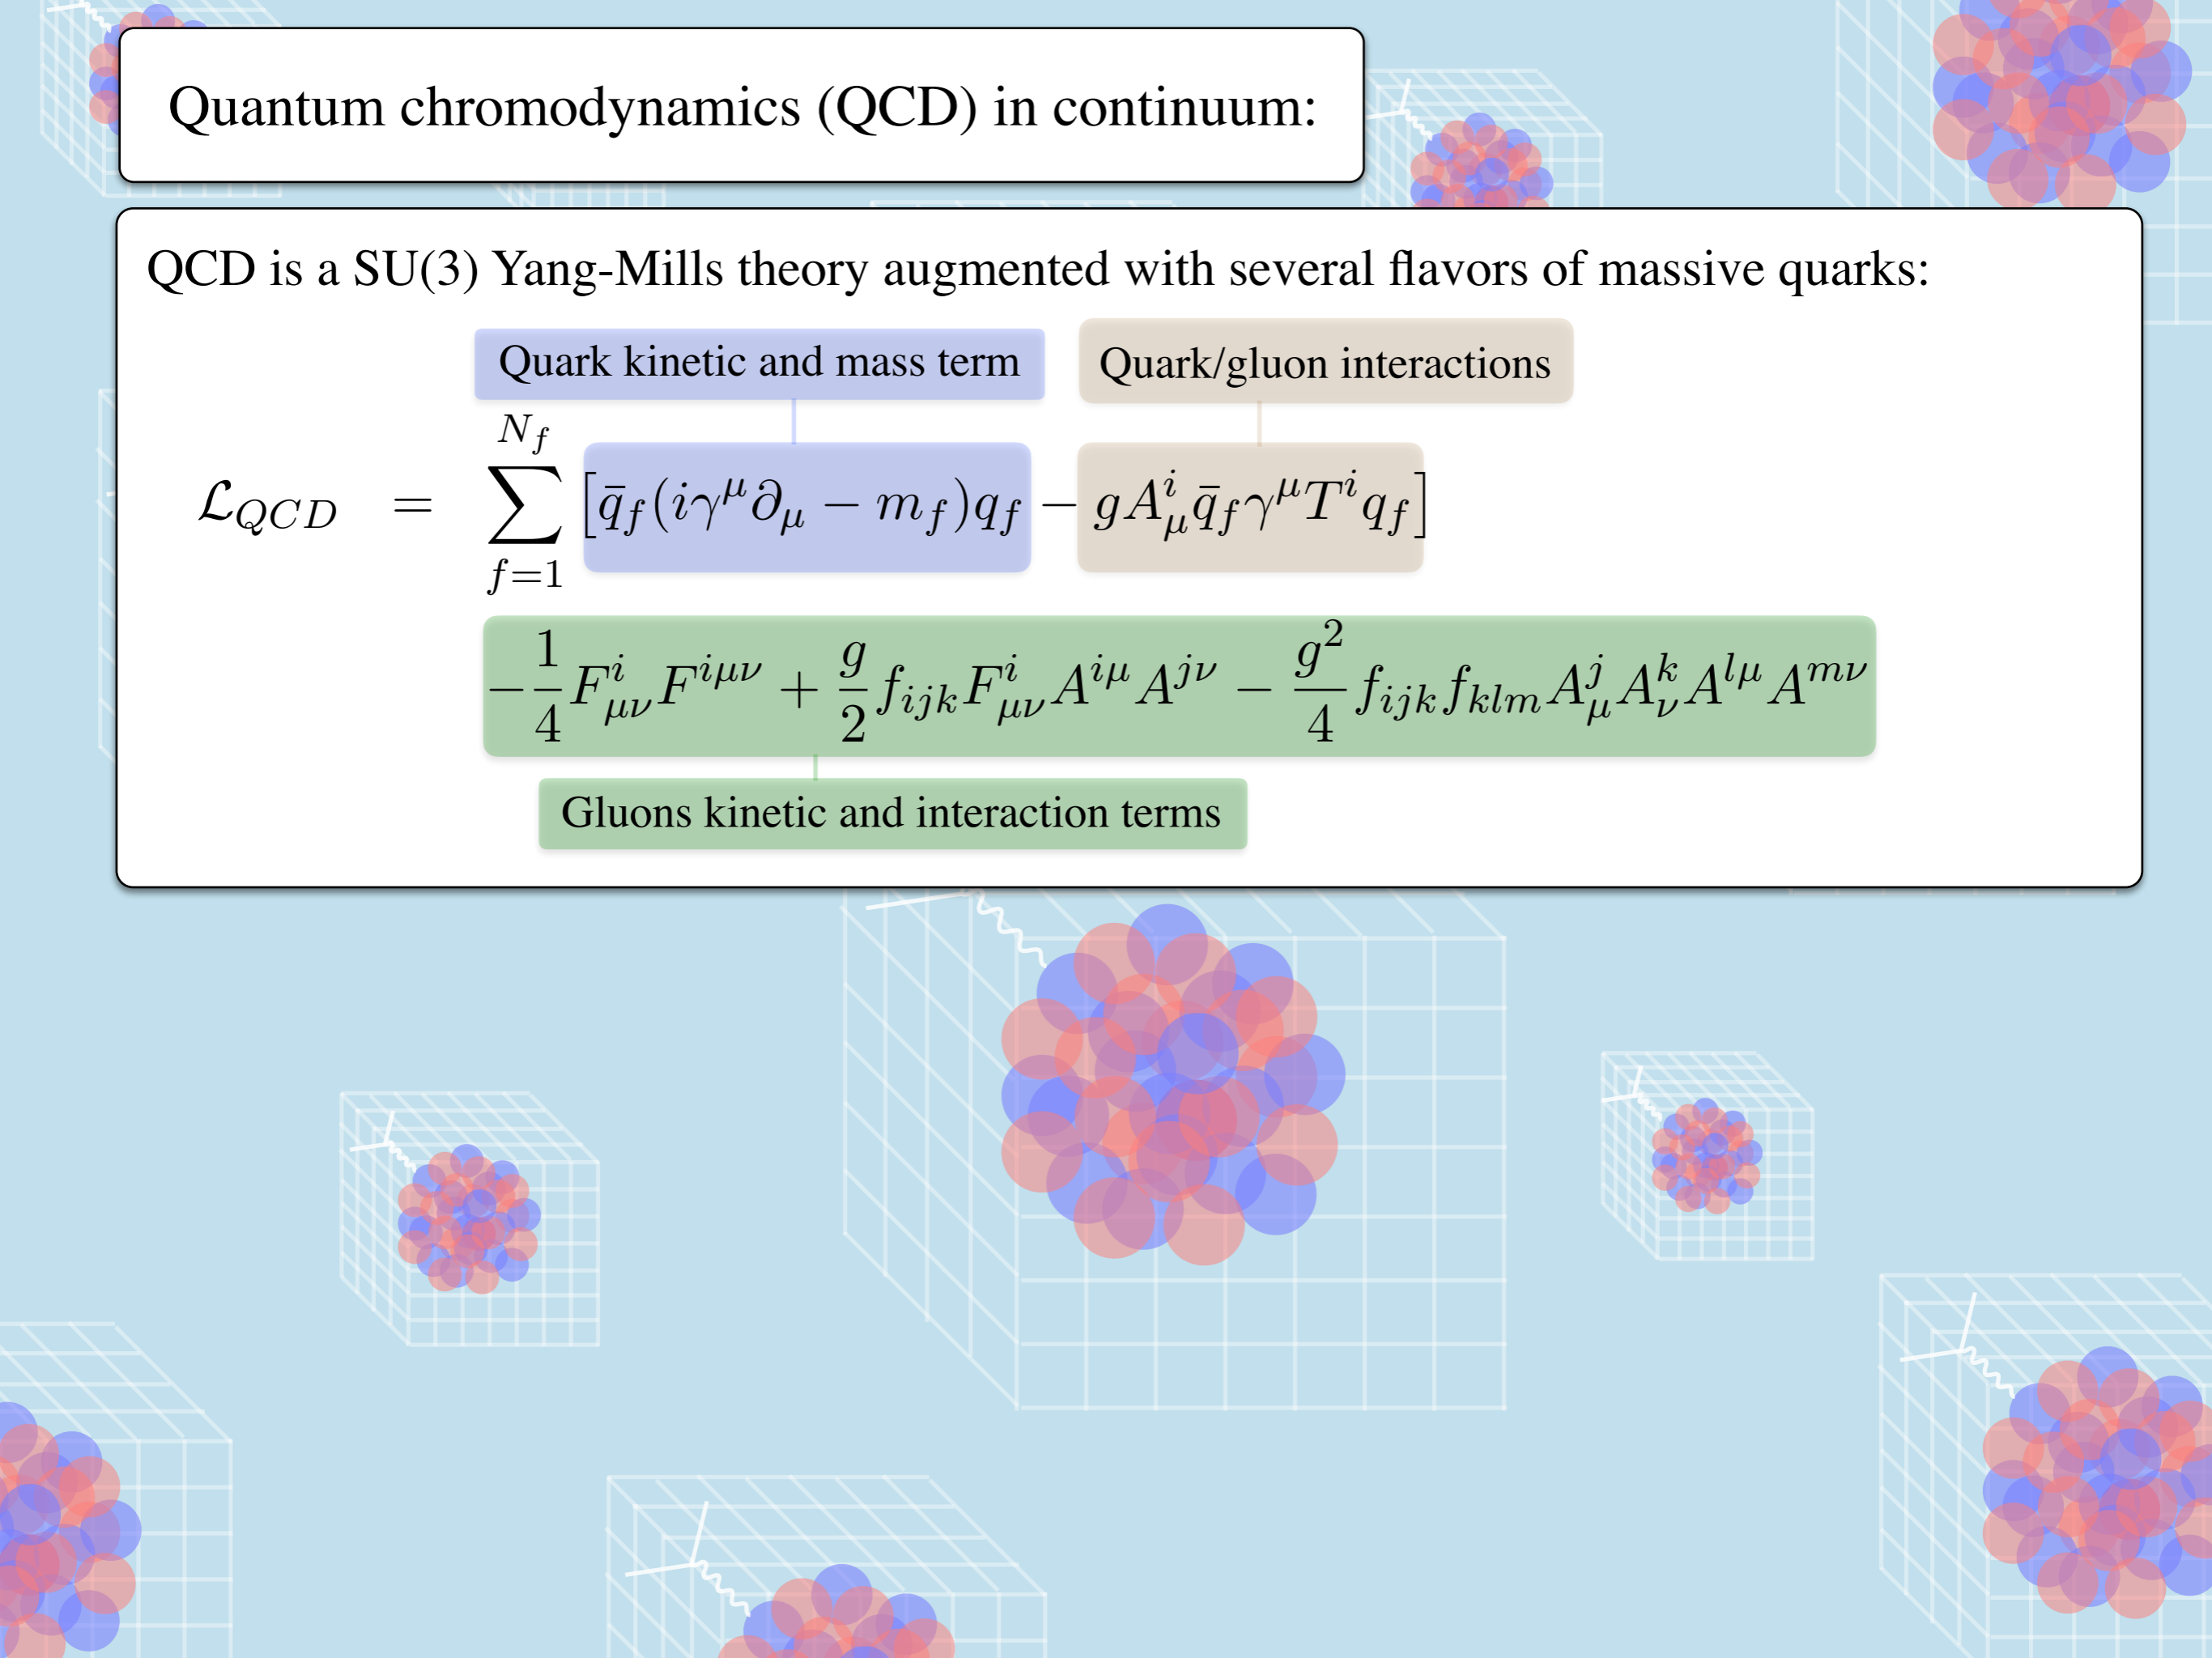 Quantum chromodynamics (QCD) in continuum:
QCD is a SU(3) Yang-Mills theory augmented with several flavors of massive quarks:
Quark kinetic and mass term
Quark/gluon interactions
$\mathcal{L}_{QCD} = \sum_{f=1}^{N_f} [\bar{q}_f (i\gamma^\mu \partial_\mu - m_f) q_f - g A^i_\mu \bar{q}_f \gamma^\mu T^i q_f]$
$-\frac{1}{4} F^i_{\mu\nu} F^{i\mu\nu} + \frac{g}{2} f_{ijk} F^i_{\mu\nu} A^{i\mu} A^{j\nu} - \frac{g^2}{4} f_{ijk} f_{klm} A^j_\mu A^k_\nu A^{l\mu} A^{m\nu}$
Gluons kinetic and interaction terms